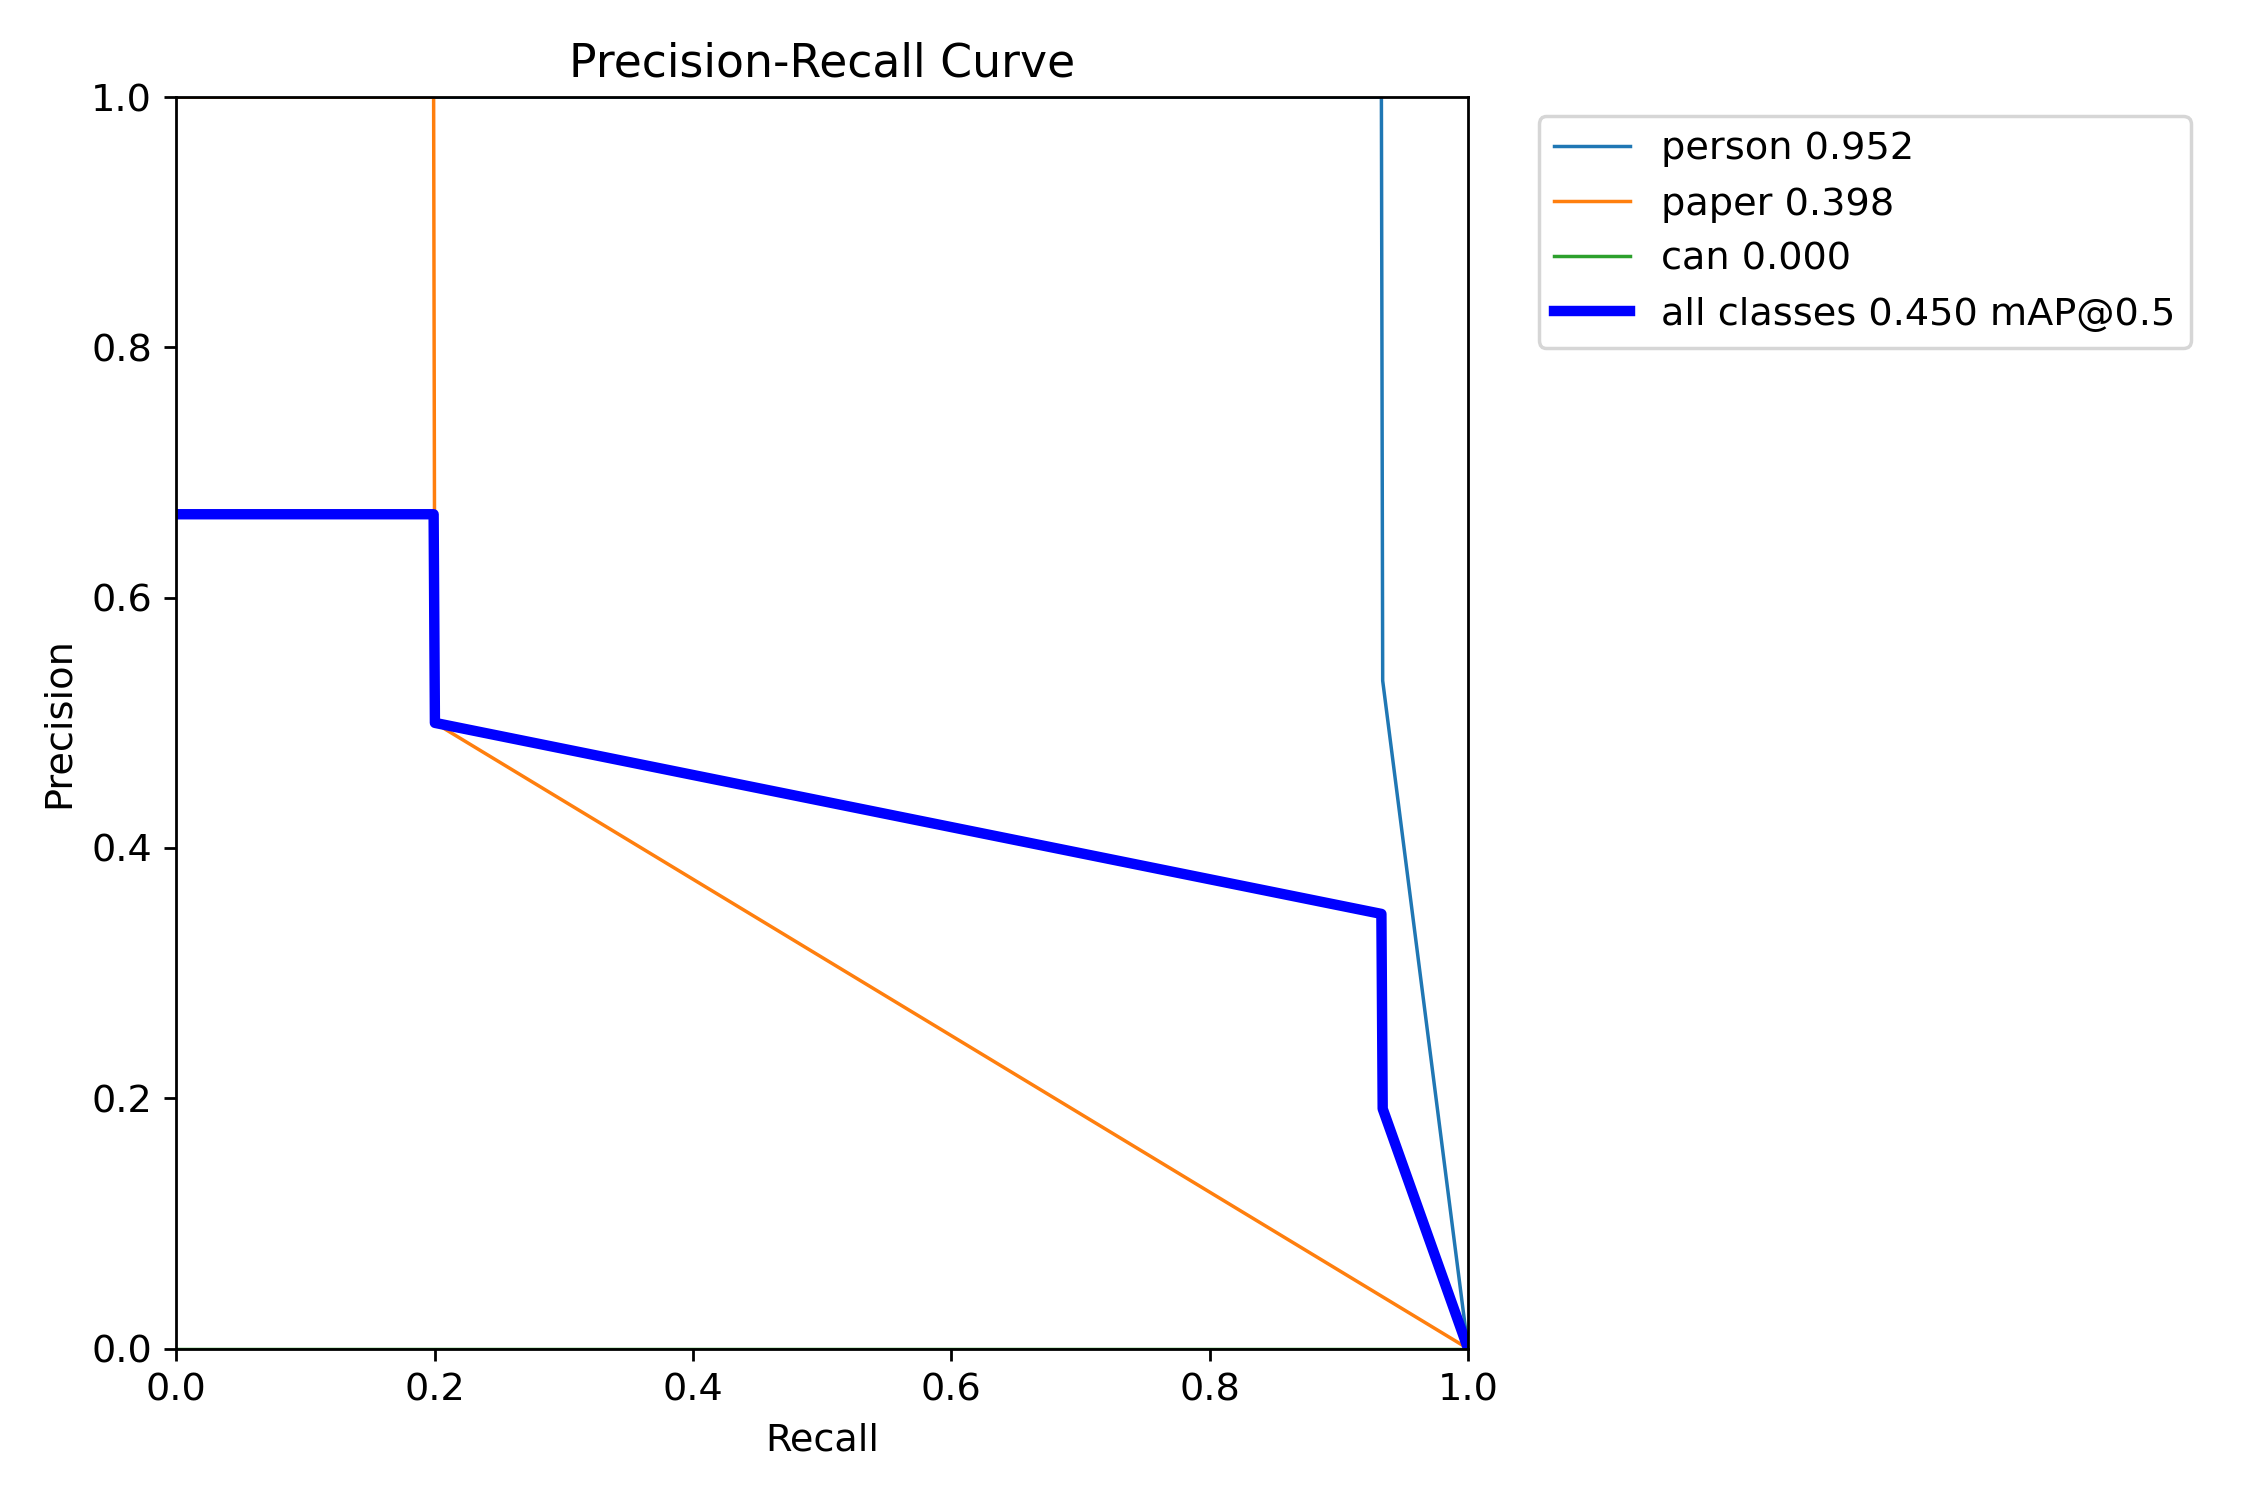 Precision-Recall Curve
1.0
0.8
0.6
0.4
0.2
0.0
Precision
0.0 0.2 0.4 0.6 0.8 1.0
Recall
person 0.952
paper 0.398
can 0.000
all classes 0.450 mAP@0.5